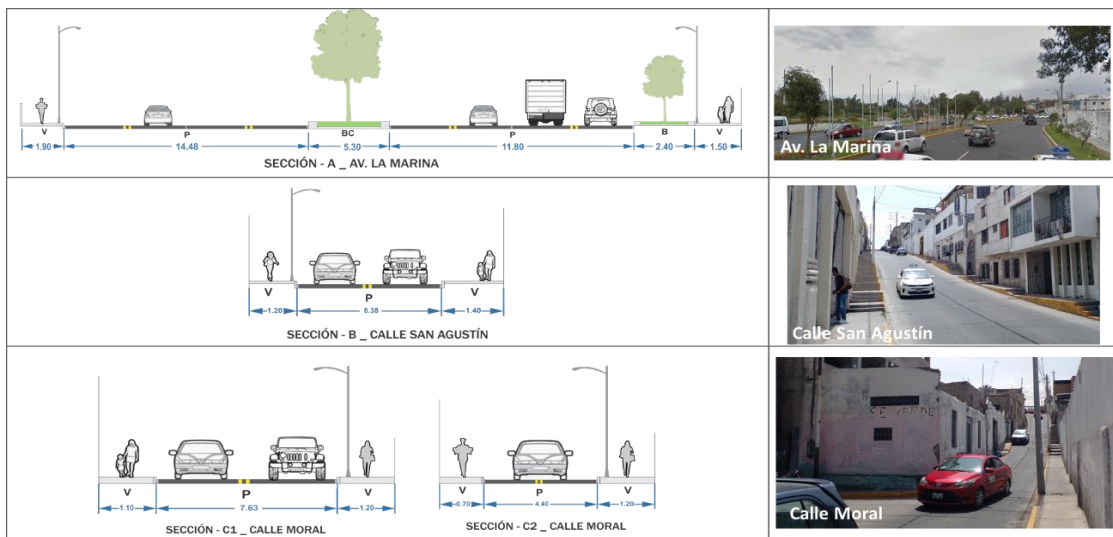 V
P
BC
P
B
V
1.90
14.48
5.30
11.80
2.40
1.50
SECCIÓN - A _ AV. LA MARINA
Av. La Marina
V
P
V
1.20
6.38
1.40
SECCIÓN - B _ CALLE SAN AGUSTÍN
Calle San Agustín
V
P
V
1.10
7.63
1.20
SECCIÓN - C1 _ CALLE MORAL
V
P
V
0.70
4.40
1.20
SECCIÓN - C2 _ CALLE MORAL
SE VENDE
Calle Moral